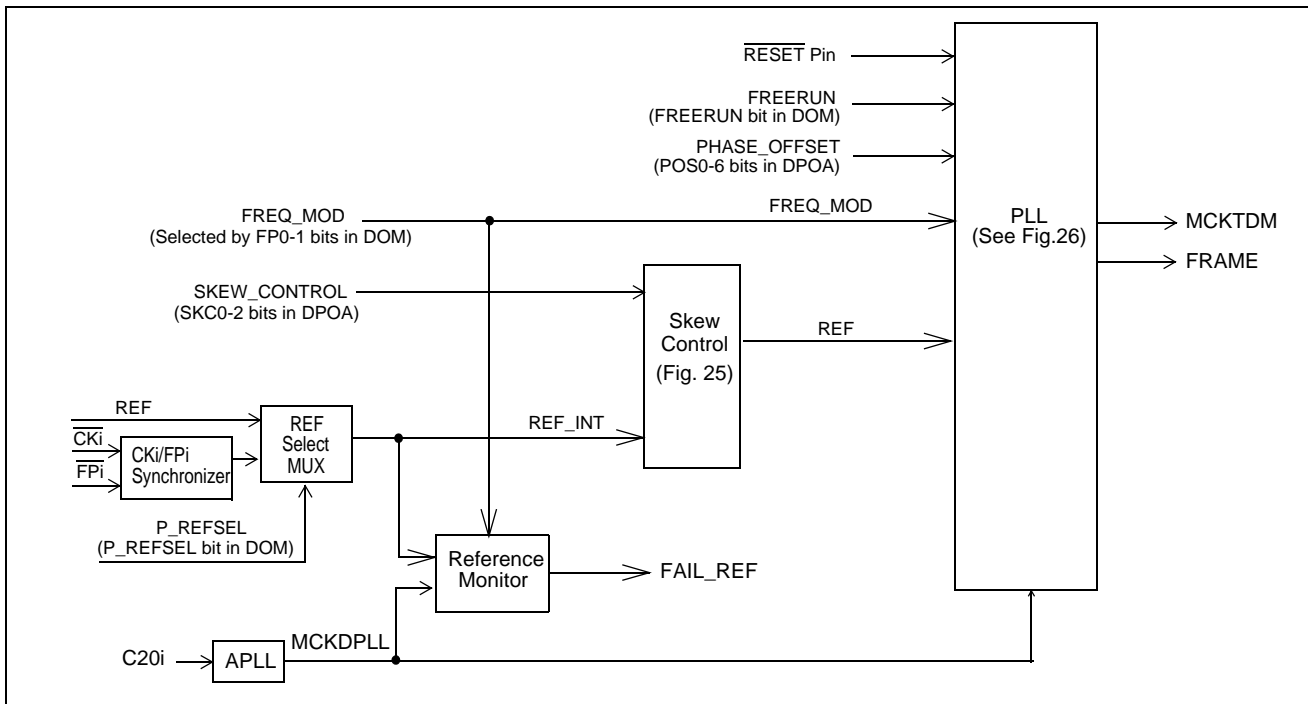 RESET Pin
FREERUN
(FREERUN bit in DOM)
PHASE_OFFSET
(POS0-6 bits in DPOA)
FREQ_MOD
(Selected by FP0-1 bits in DOM)
FREQ_MOD
PLL
(See Fig.26)
MCKTDM
FRAME
SKEW_CONTROL
(SKC0-2 bits in DPOA)
Skew
Control
(Fig. 25)
REF
REF
CKi
FPi
CKi/FPi
Synchronizer
REF
Select
MUX
REF_INT
P_REFSEL
(P_REFSEL bit in DOM)
Reference
Monitor
FAIL_REF
C20i
APLL
MCKDPLL